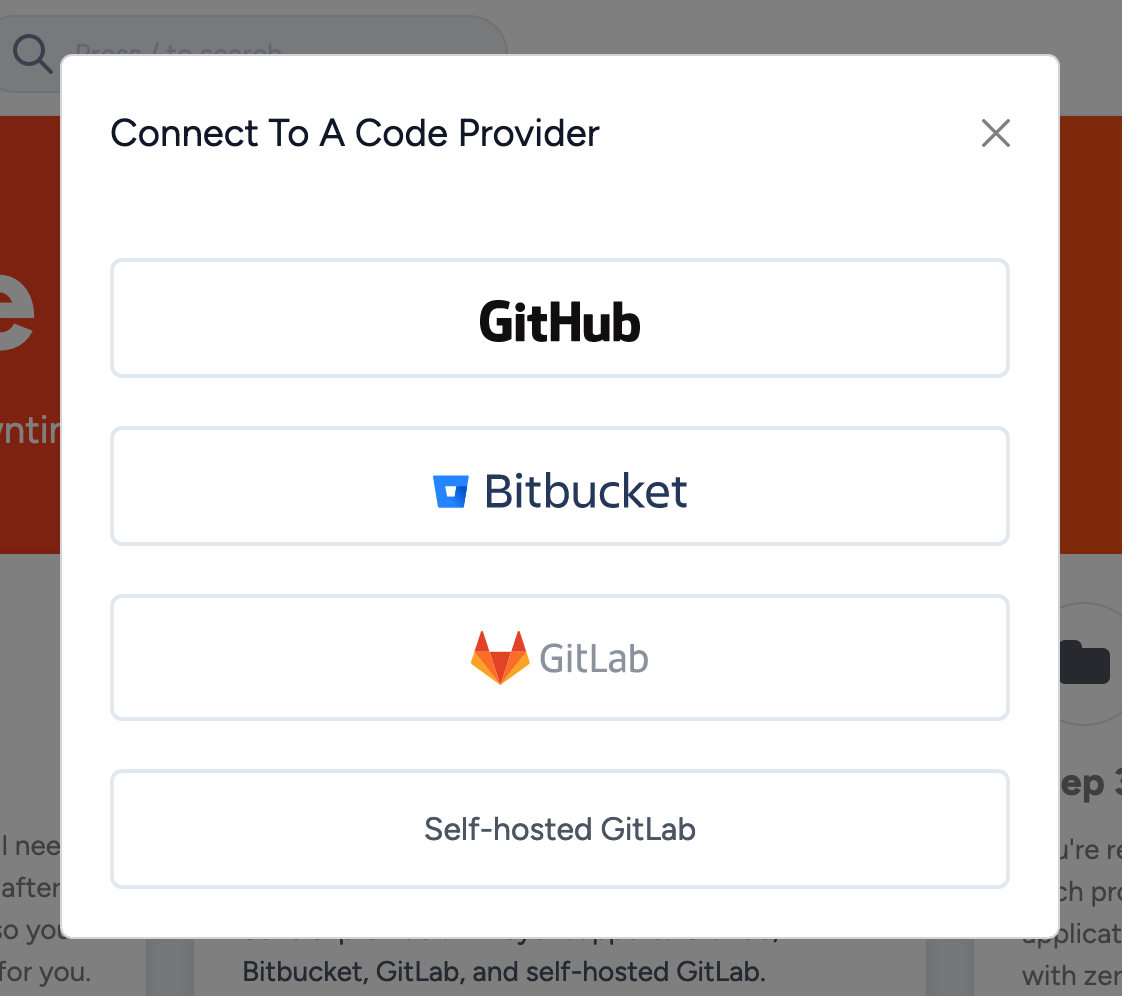 Press / to search
Connect To A Code Provider
GitHub
Bitbucket
GitLab
Self-hosted GitLab
ep 3
I nee
after
so you
for you.
Bitbucket, GitLab, and self-hosted GitLab.
u're re
ch pro
applicat
with zer